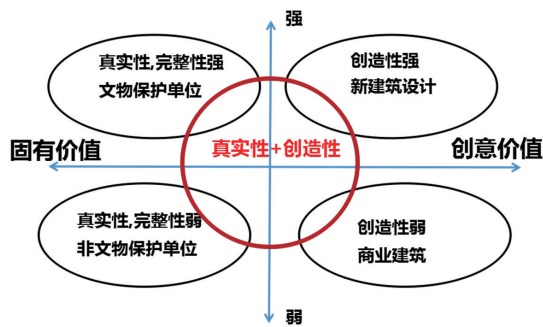 强
真实性,完整性强
文物保护单位
创造性强
新建筑设计
固有价值
真实性+创造性
创意价值
真实性,完整性弱
非文物保护单位
创造性弱
商业建筑
弱